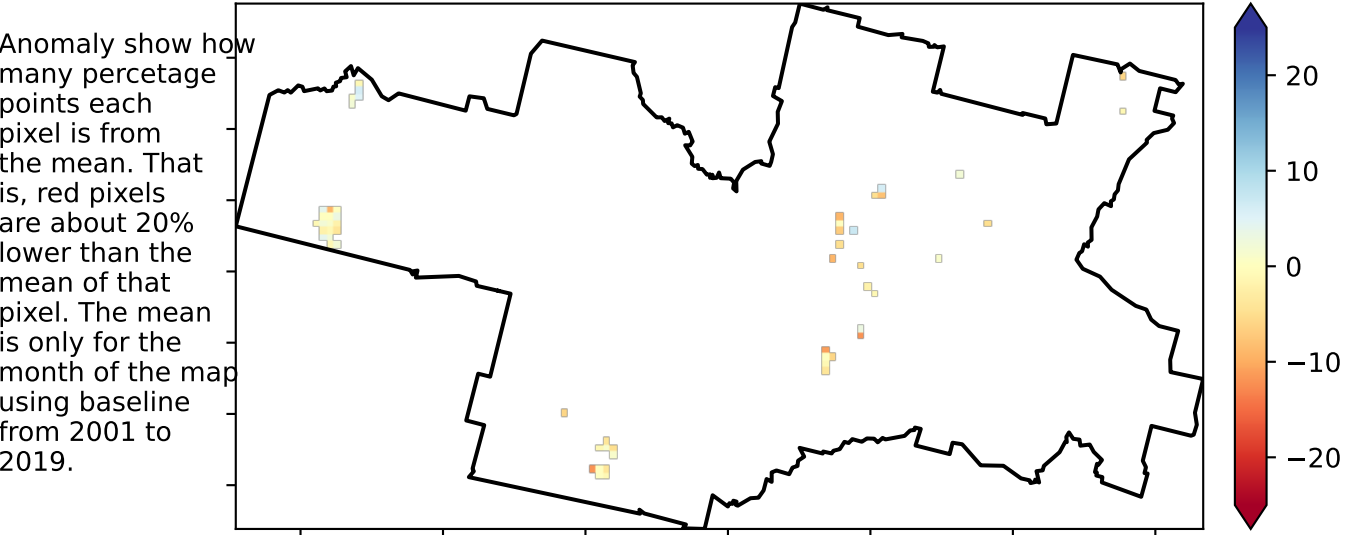 Anomaly show how
many percetage
points each
pixel is from
the mean. That
is, red pixels
are about 20%
lower than the
mean of that
pixel. The mean
is only for the
month of the map
using baseline
from 2001 to
2019.
20
10
0
−10
−20